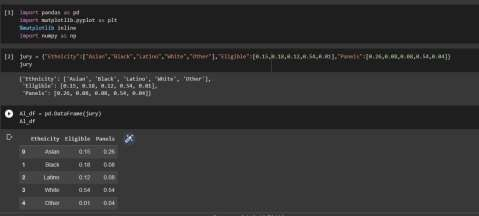 [1] import pandas as pd
import matplotlib.pyplot as plt
%matplotlib inline
import numpy as np
[2] jury = {"Ethnicity":["Asian","Black","Latino","White","Other"],"Eligible":[0.15,0.18,0.12,0.54,0.01],"Panels":[0.26,0.08,0.08,0.54,0.04]}
jury
{'Ethnicity': ['Asian', 'Black', 'Latino', 'White', 'Other'],
'Eligible': [0.15, 0.18, 0.12, 0.54, 0.01],
'Panels': [0.26, 0.08, 0.08, 0.54, 0.04]}
Al_df = pd.DataFrame(jury)
Al_df
Ethnicity Eligible Panels
0 Asian 0.15 0.26
1 Black 0.18 0.08
2 Latino 0.12 0.08
3 White 0.54 0.54
4 Other 0.01 0.04